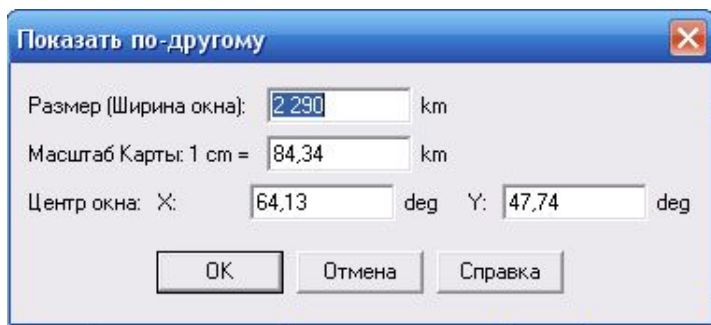 Показать по-другому
Размер (Ширина окна): 2 290 km
Масштаб Карты: 1 cm = 84,34 km
Центр окна: X: 64,13 deg Y: 47,74 deg
OK Отмена Справка